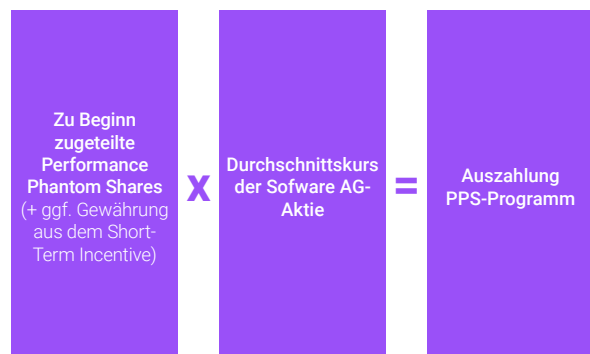 Zu Beginn
zugeteilte
Performance
Phantom Shares
(+ ggf. Gewährung
aus dem Short-
Term Incentive)
x
Durchschnittskurs
der Sofware AG-
Aktie
=
Auszahlung
PPS-Programm